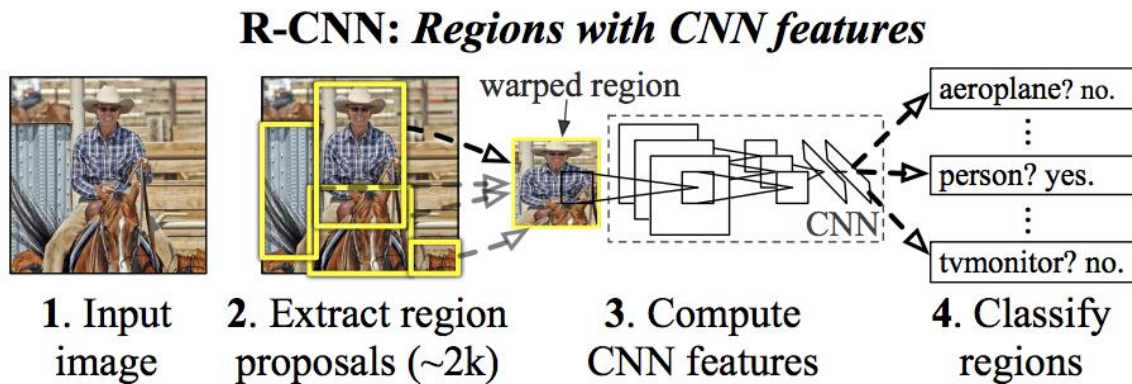 R-CNN: Regions with CNN features
warped region
aeroplane? no.
⋮
person? yes.
⋮
tvmonitor? no.
CNN
1. Input
image
2. Extract region
proposals (~2k)
3. Compute
CNN features
4. Classify
regions